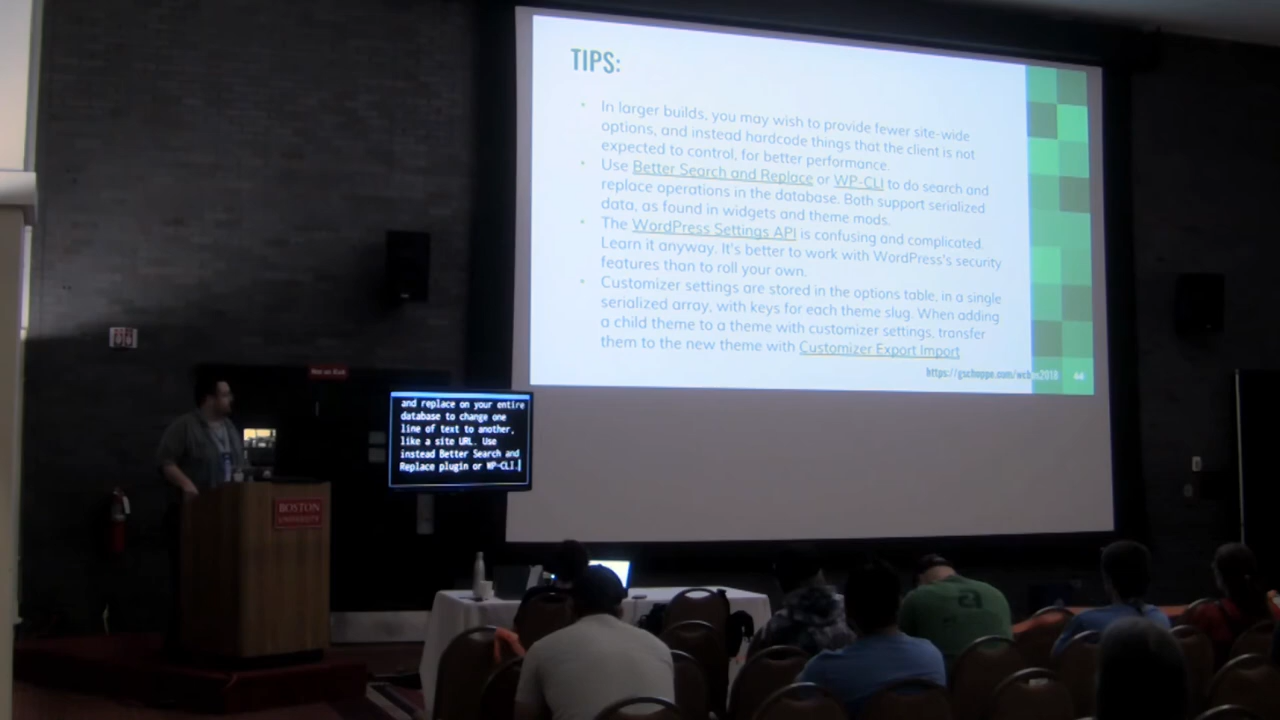 TIPS:
In larger builds, you may wish to provide fewer site-wide
options, and instead hardcode things that the client is not
expected to control, for better performance.
Use Better Search and Replace or WP-CLI to do search and
replace operations in the database. Both support serialized
data, as found in widgets and theme mods.
The WordPress Settings API is confusing and complicated.
Learn it anyway. It's better to work with WordPress's security
features than to roll your own.
Customizer settings are stored in the options table, in a single
serialized array, with keys for each theme slug. When adding
a child theme to a theme with customizer settings, transfer
them to the new theme with Customizer Export Import
and replace on your entire
database to change one
line of text to another,
like a site URL. Use
instead Better Search and
Replace plugin or WP-CLI.
BOSTON
UNIVERSITY
a